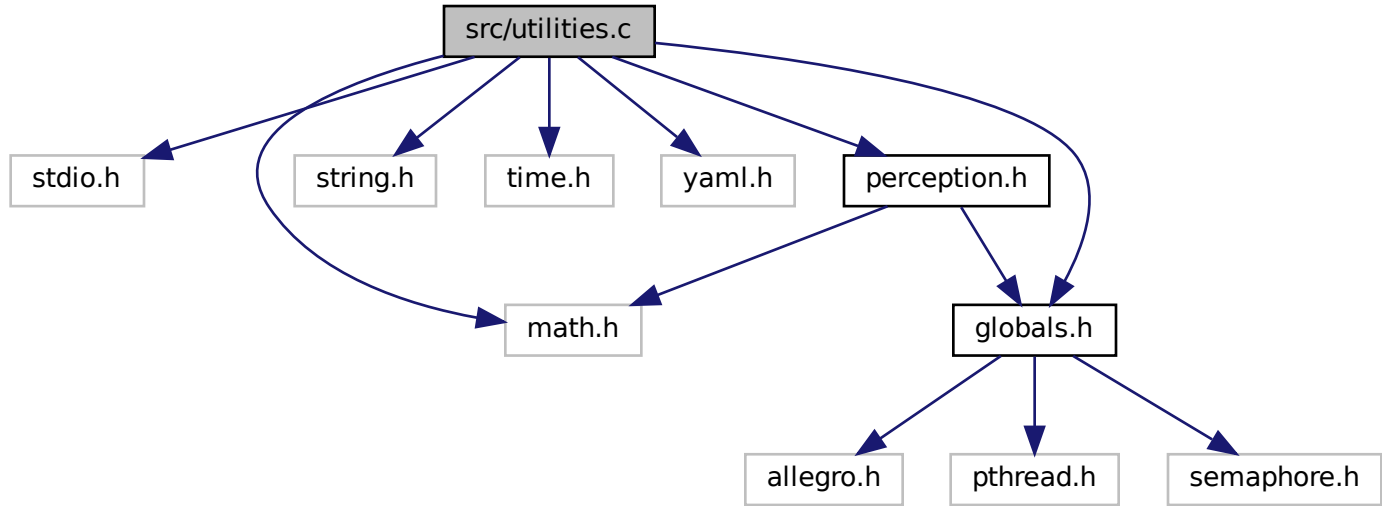 src/utilities.c
stdio.h
string.h
time.h
yaml.h
perception.h
math.h
globals.h
allegro.h
pthread.h
semaphore.h